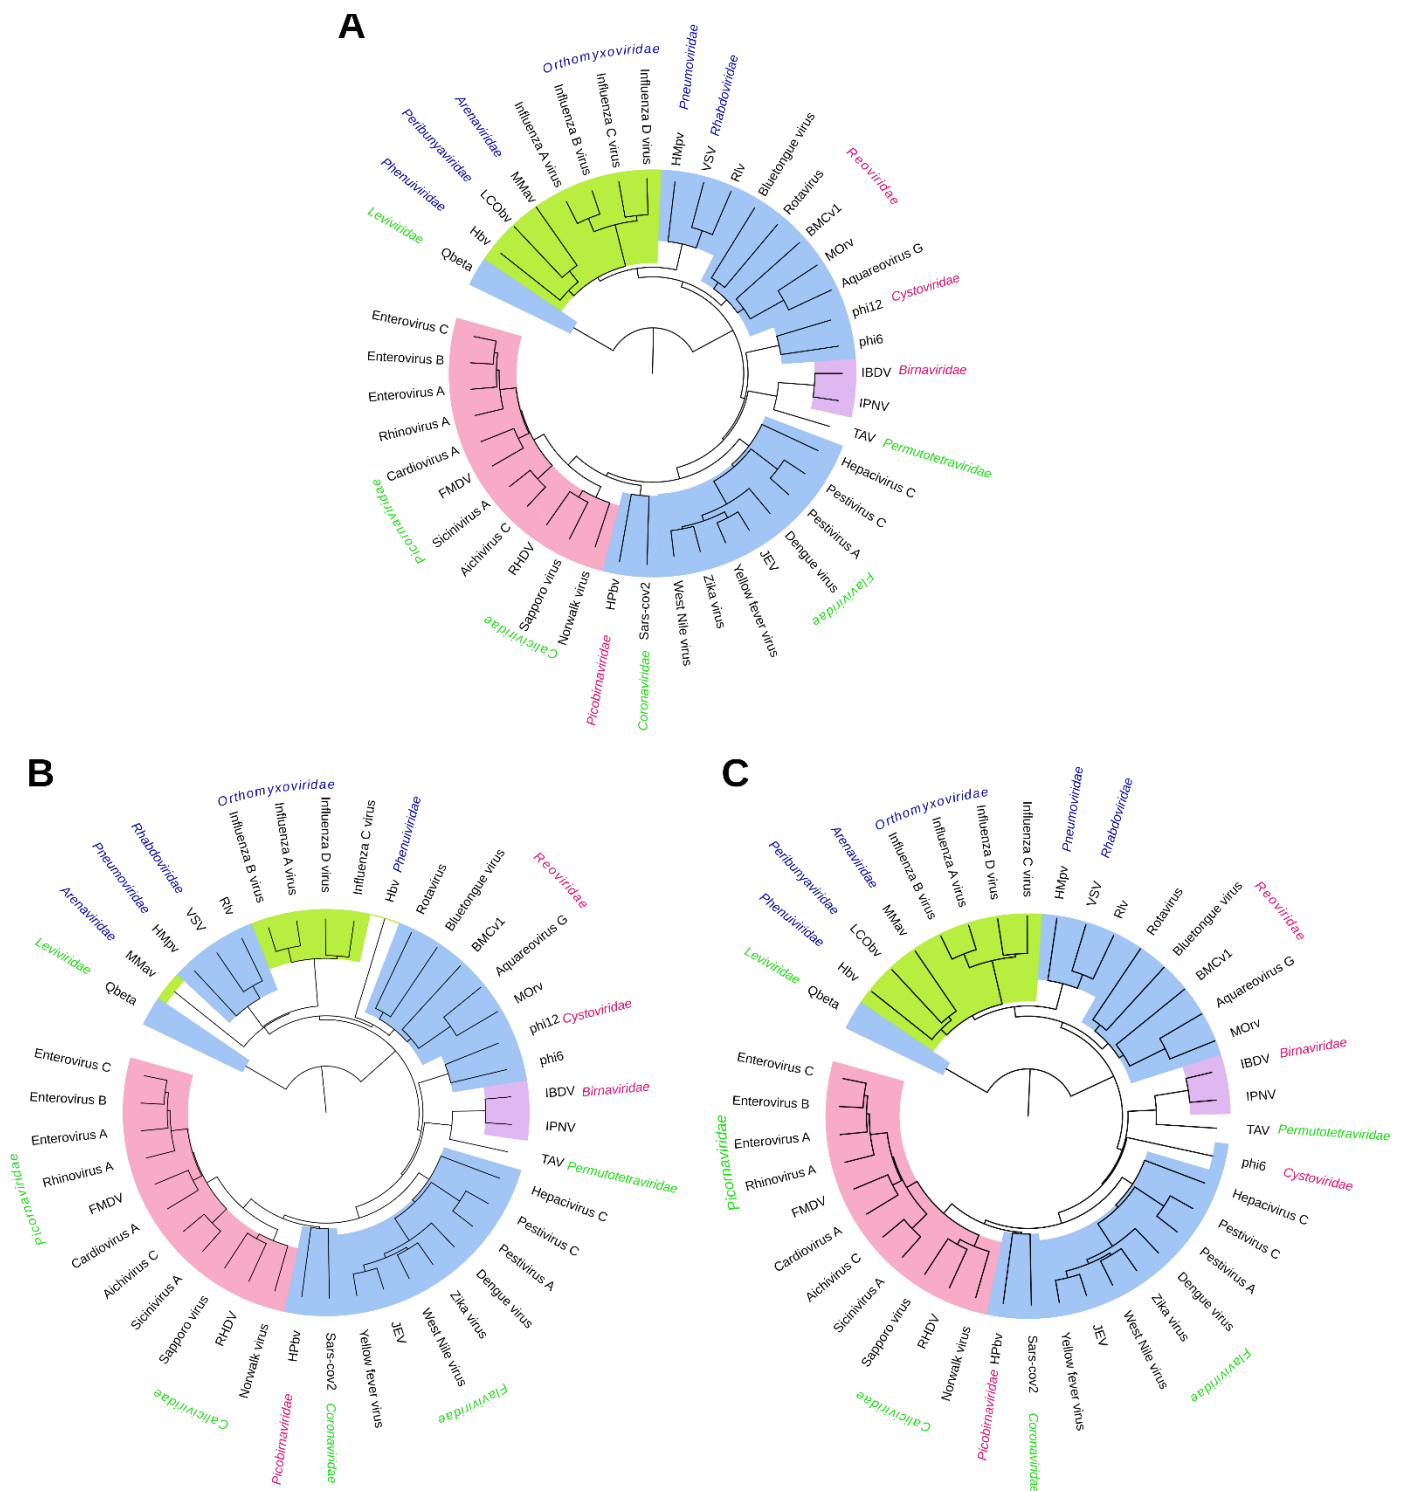 A
Leviviridae
Phenuiviridae
Peribunyaviridae
Arenaviridae
Orthomyxoviridae
Pneumoviridae
Rhabdoviridae
Reoviridae
Cystoviridae
Birnaviridae
Permutotetraviridae
Flaviviridae
Coronaviridae
Picobirnaviridae
Caliciviridae
Picornaviridae
Qbeta
Hbv
LCObv
MMav
Influenza A virus
Influenza B virus
Influenza C virus
Influenza D virus
HMpv
VSV
Rlv
Bluetongue virus
Rotavirus
BMCv1
MOrv
Aquareovirus G
phi12
phi6
IBDV
IPNV
TAV
Hepacivirus C
Pestivirus C
Pestivirus A
Dengue virus
JEV
Yellow fever virus
Zika virus
West Nile virus
Sars-cov2
HPbv
Norwalk virus
Sapporo virus
RHDV
Aichivirus C
Sicinivirus A
FMDV
Cardiovirus A
Rhinovirus A
Enterovirus A
Enterovirus B
Enterovirus C
B
Leviviridae
Arenaviridae
Pneumoviridae
Rhabdoviridae
Orthomyxoviridae
Phenuiviridae
Reoviridae
Cystoviridae
Birnaviridae
Permutotetraviridae
Flaviviridae
Coronaviridae
Picobirnaviridae
Caliciviridae
Picornaviridae
Qbeta
MMav
HMpv
VSV
Rlv
Influenza B virus
Influenza A virus
Influenza D virus
Influenza C virus
Hbv
Rotavirus
Bluetongue virus
BMCv1
Aquareovirus G
MOrv
phi12
phi6
IBDV
IPNV
TAV
Hepacivirus C
Pestivirus C
Pestivirus A
Dengue virus
Zika virus
West Nile virus
JEV
Yellow fever virus
Sars-cov2
HPbv
Norwalk virus
RHDV
Sapporo virus
Sicinivirus A
Aichivirus C
Cardiovirus A
FMDV
Rhinovirus A
Enterovirus A
Enterovirus B
Enterovirus C
C
Leviviridae
Phenuiviridae
Peribunyaviridae
Arenaviridae
Orthomyxoviridae
Pneumoviridae
Rhabdoviridae
Reoviridae
Birnaviridae
Permutotetraviridae
Cystoviridae
Flaviviridae
Coronaviridae
Picobirnaviridae
Caliciviridae
Picornaviridae
Qbeta
Hbv
LCObv
MMav
Influenza B virus
Influenza A virus
Influenza D virus
Influenza C virus
HMpv
VSV
Rlv
Rotavirus
Bluetongue virus
BMCv1
Aquareovirus G
MOrv
IBDV
IPNV
TAV
phi6
Hepacivirus C
Pestivirus C
Pestivirus A
Dengue virus
Zika virus
West Nile virus
JEV
Yellow fever virus
Sars-cov2
HPbv
Norwalk virus
RHDV
Sapporo virus
Sicinivirus A
Aichivirus C
Cardiovirus A
FMDV
Rhinovirus A
Enterovirus A
Enterovirus B
Enterovirus C